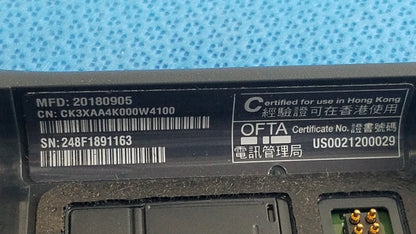 MFD: 20180905
CN: CK3XAA4K000W4100
SN: 248F1891163
Certified for use in Hong Kong
經驗證可在香港使用
OFTA
電訊管理局
Certificate No. 證書號碼
US0021200029